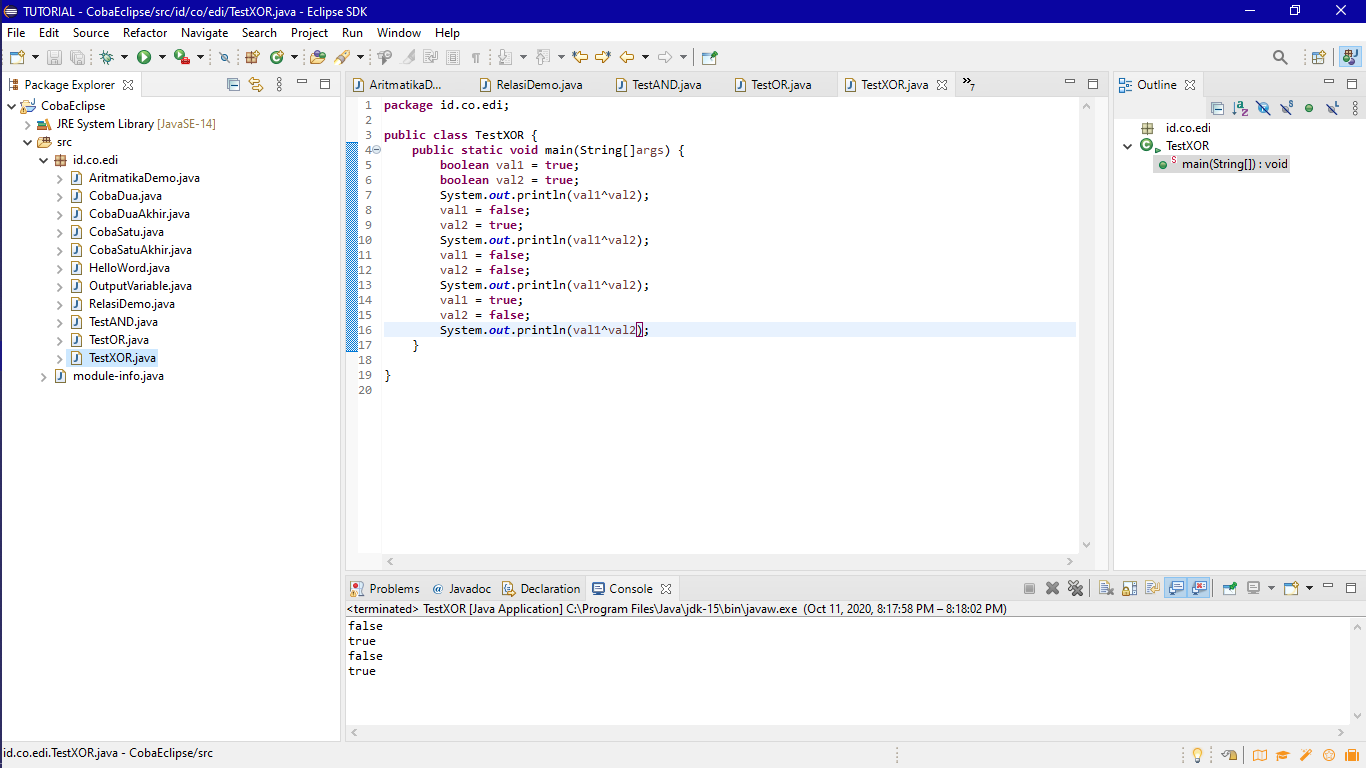 TUTORIAL - CobaEclipse/src/id/co/edi/TestXOR.java - Eclipse SDK
File Edit Source Refactor Navigate Search Project Run Window Help
Package Explorer
CobaEclipse
JRE System Library [JavaSE-14]
src
id.co.edi
AritmatikaDemo.java
CobaDua.java
CobaDuaAkhir.java
CobaSatu.java
CobaSatuAkhir.java
HelloWord.java
OutputVariable.java
RelasiDemo.java
TestAND.java
TestOR.java
TestXOR.java
module-info.java
AritmatikaD... RelasiDemo.java TestAND.java TestOR.java TestXOR.java »7
1 package id.co.edi;
2
3 public class TestXOR {
4 public static void main(String[]args) {
5 boolean val1 = true;
6 boolean val2 = true;
7 System.out.println(val1^val2);
8 val1 = false;
9 val2 = true;
10 System.out.println(val1^val2);
11 val1 = false;
12 val2 = false;
13 System.out.println(val1^val2);
14 val1 = true;
15 val2 = false;
16 System.out.println(val1^val2);
17 }
18
19 }
20
Outline
id.co.edi
TestXOR
main(String[]) : void
Problems @ Javadoc Declaration Console
<terminated> TestXOR [Java Application] C:\Program Files\Java\jdk-15\bin\javaw.exe (Oct 11, 2020, 8:17:58 PM – 8:18:02 PM)
false
true
false
true
id.co.edi.TestXOR.java - CobaEclipse/src